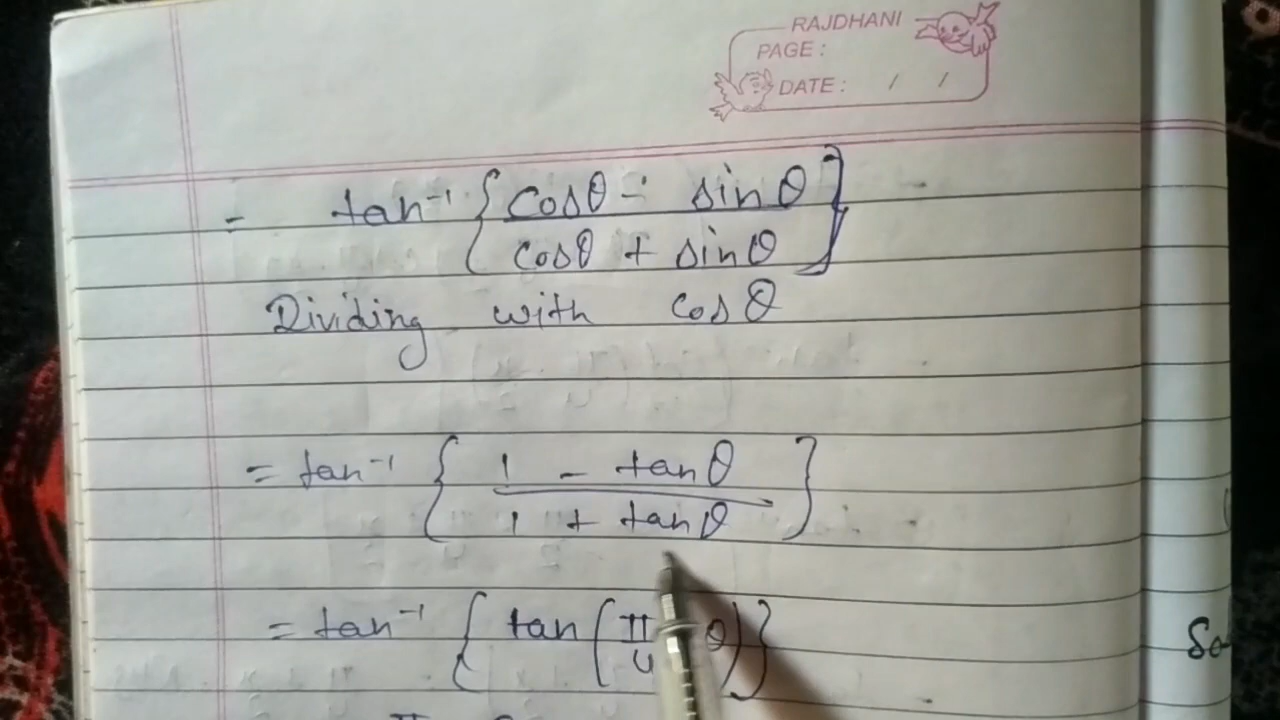 RAJDHANI
PAGE :
DATE : / /
= tan⁻¹ { cosθ - sinθ }
cosθ + sinθ
Dividing with cosθ
= tan⁻¹ { 1 - tanθ }
1 + tanθ
= tan⁻¹ { tan ( π θ ) }
4